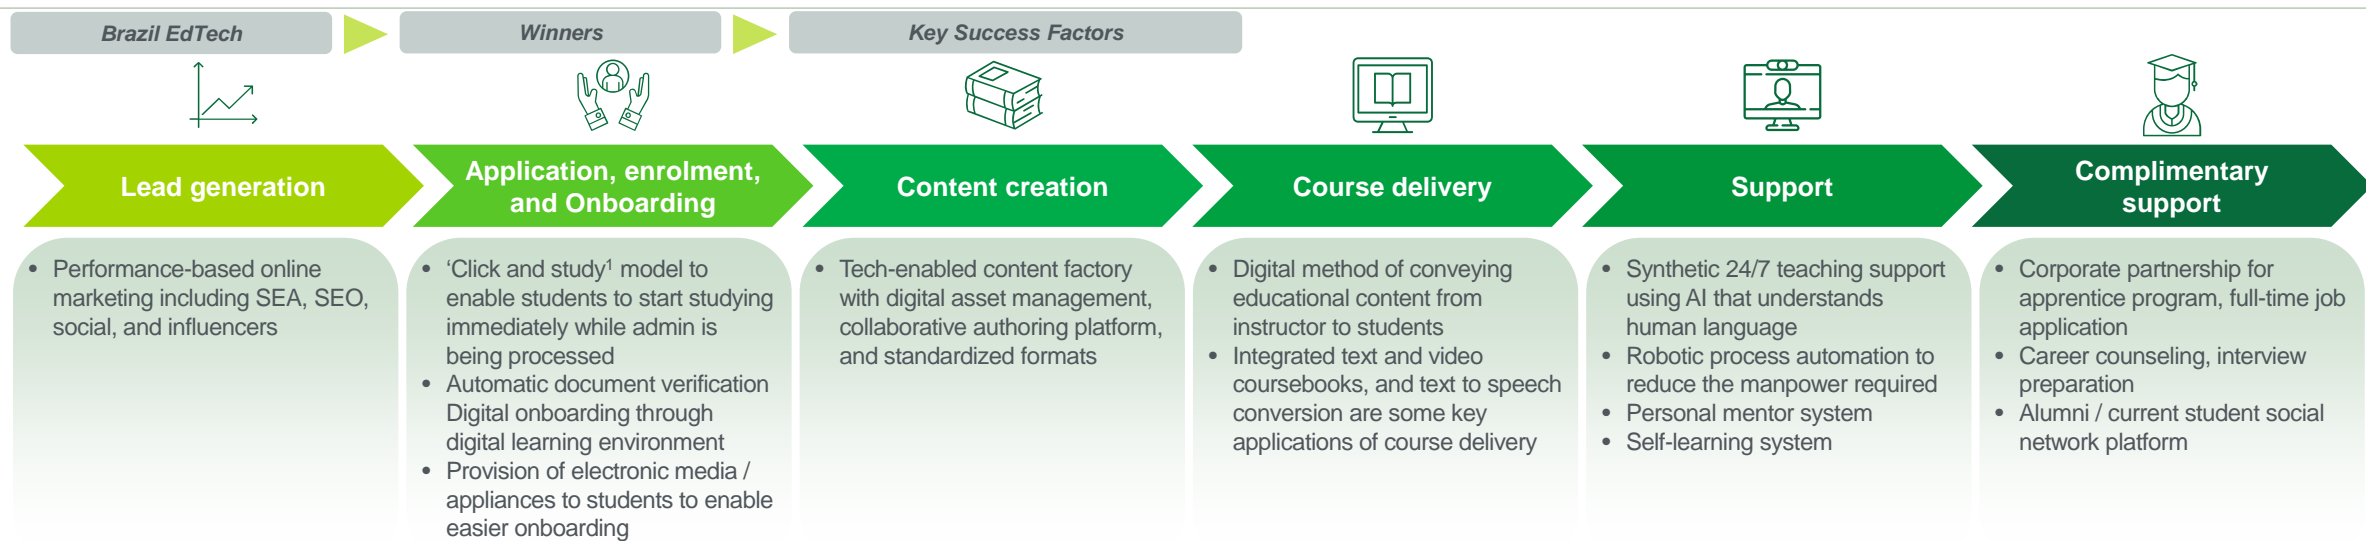 Brazil EdTech
Winners
Key Success Factors
Lead generation
Application, enrolment,
and Onboarding
Content creation
Course delivery
Support
Complimentary
support
• Performance-based online
marketing including SEA, SEO,
social, and influencers
• ‘Click and study¹ model to
enable students to start studying
immediately while admin is
being processed
• Automatic document verification
Digital onboarding through
digital learning environment
• Provision of electronic media /
appliances to students to enable
easier onboarding
• Tech-enabled content factory
with digital asset management,
collaborative authoring platform,
and standardized formats
• Digital method of conveying
educational content from
instructor to students
• Integrated text and video
coursebooks, and text to speech
conversion are some key
applications of course delivery
• Synthetic 24/7 teaching support
using AI that understands
human language
• Robotic process automation to
reduce the manpower required
• Personal mentor system
• Self-learning system
• Corporate partnership for
apprentice program, full-time job
application
• Career counseling, interview
preparation
• Alumni / current student social
network platform